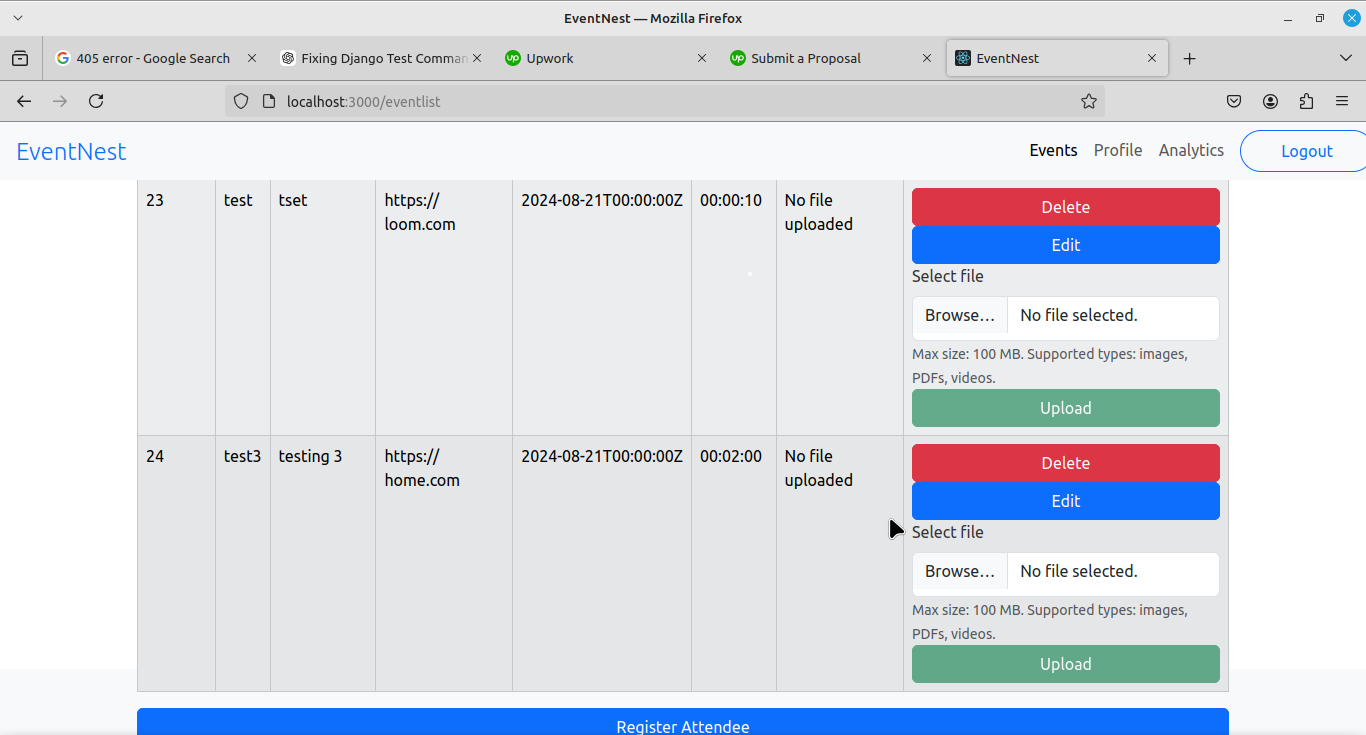 EventNest — Mozilla Firefox
405 error - Google Search
Fixing Django Test Comman
Upwork
Submit a Proposal
EventNest
localhost:3000/eventlist
EventNest
Events
Profile
Analytics
Logout
23
test
tset
https://
loom.com
2024-08-21T00:00:00Z
00:00:10
No file
uploaded
Delete
Edit
Select file
Browse…
No file selected.
Max size: 100 MB. Supported types: images,
PDFs, videos.
Upload
24
test3
testing 3
https://
home.com
2024-08-21T00:00:00Z
00:02:00
No file
uploaded
Delete
Edit
Select file
Browse…
No file selected.
Max size: 100 MB. Supported types: images,
PDFs, videos.
Upload
Register Attendee